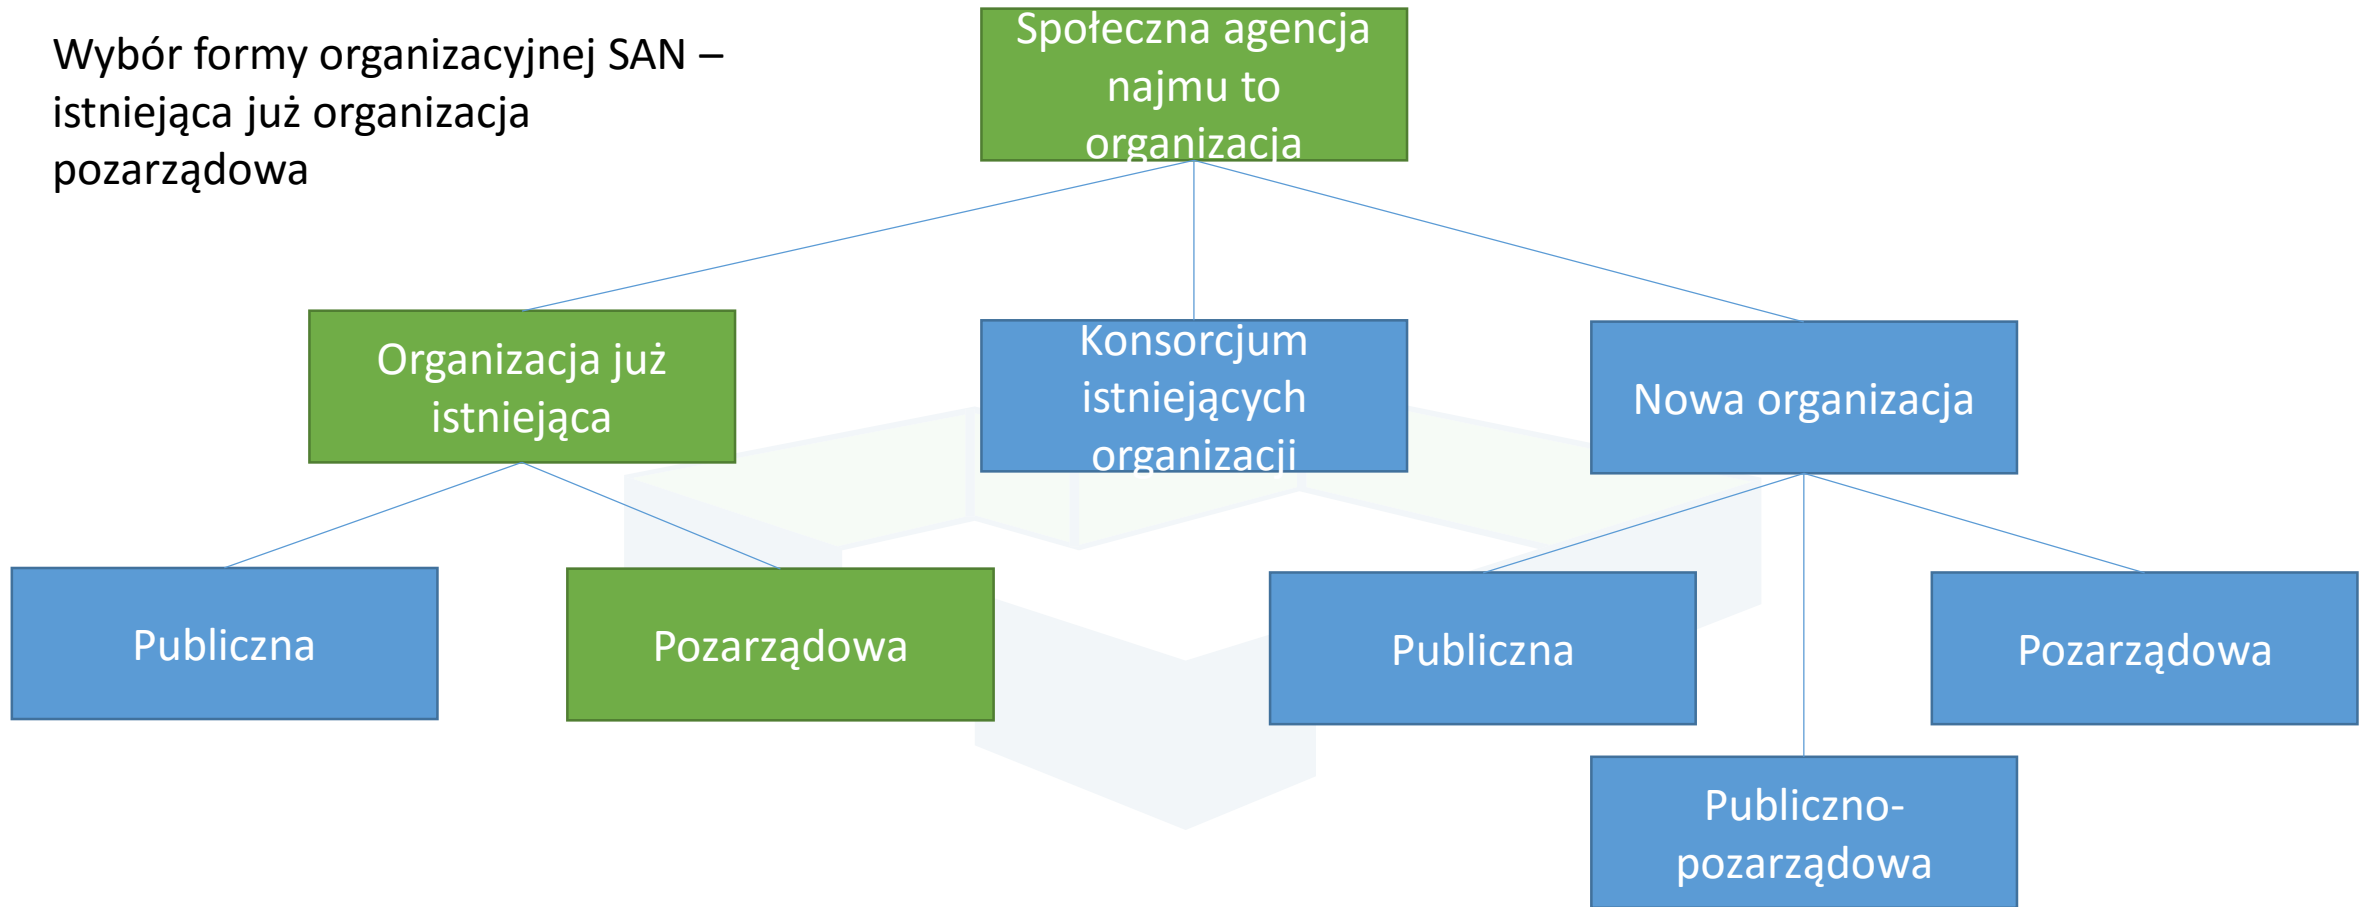 Wybór formy organizacyjnej SAN –
istniejąca już organizacja
pozarządowa
Społeczna agencja
najmu to
organizacja
Organizacja już
istniejąca
Konsorcjum
istniejących
organizacji
Nowa organizacja
Publiczna
Pozarządowa
Publiczna
Pozarządowa
Publiczno-
pozarządowa